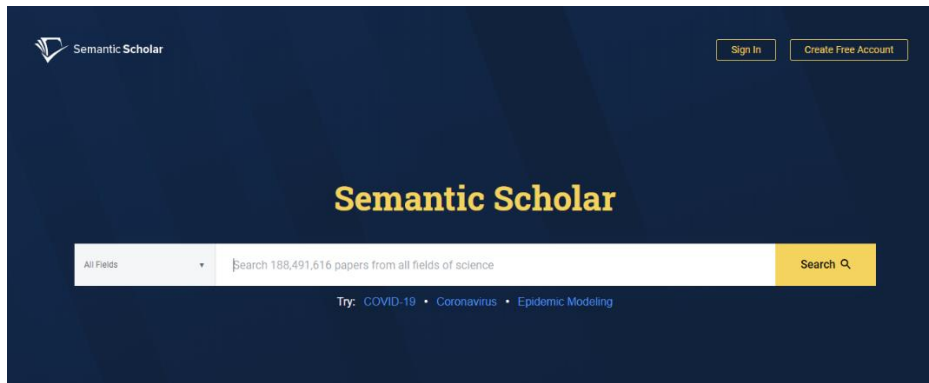 Semantic Scholar
Sign In
Create Free Account
Semantic Scholar
All Fields
Search 188,491,616 papers from all fields of science
Search
Try: COVID-19 • Coronavirus • Epidemic Modeling